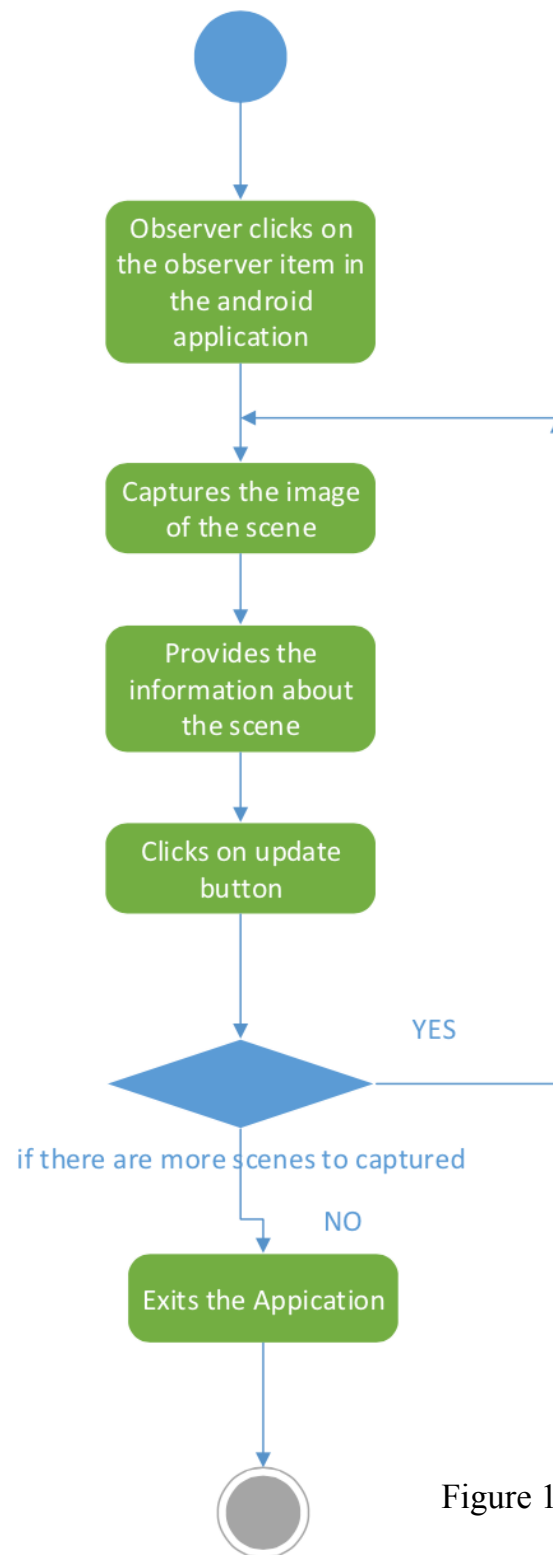 Observer clicks on
the observer item in
the android
application
Captures the image
of the scene
Provides the
information about
the scene
Clicks on update
button
YES
if there are more scenes to captured
NO
Exits the Appication
Figure 1